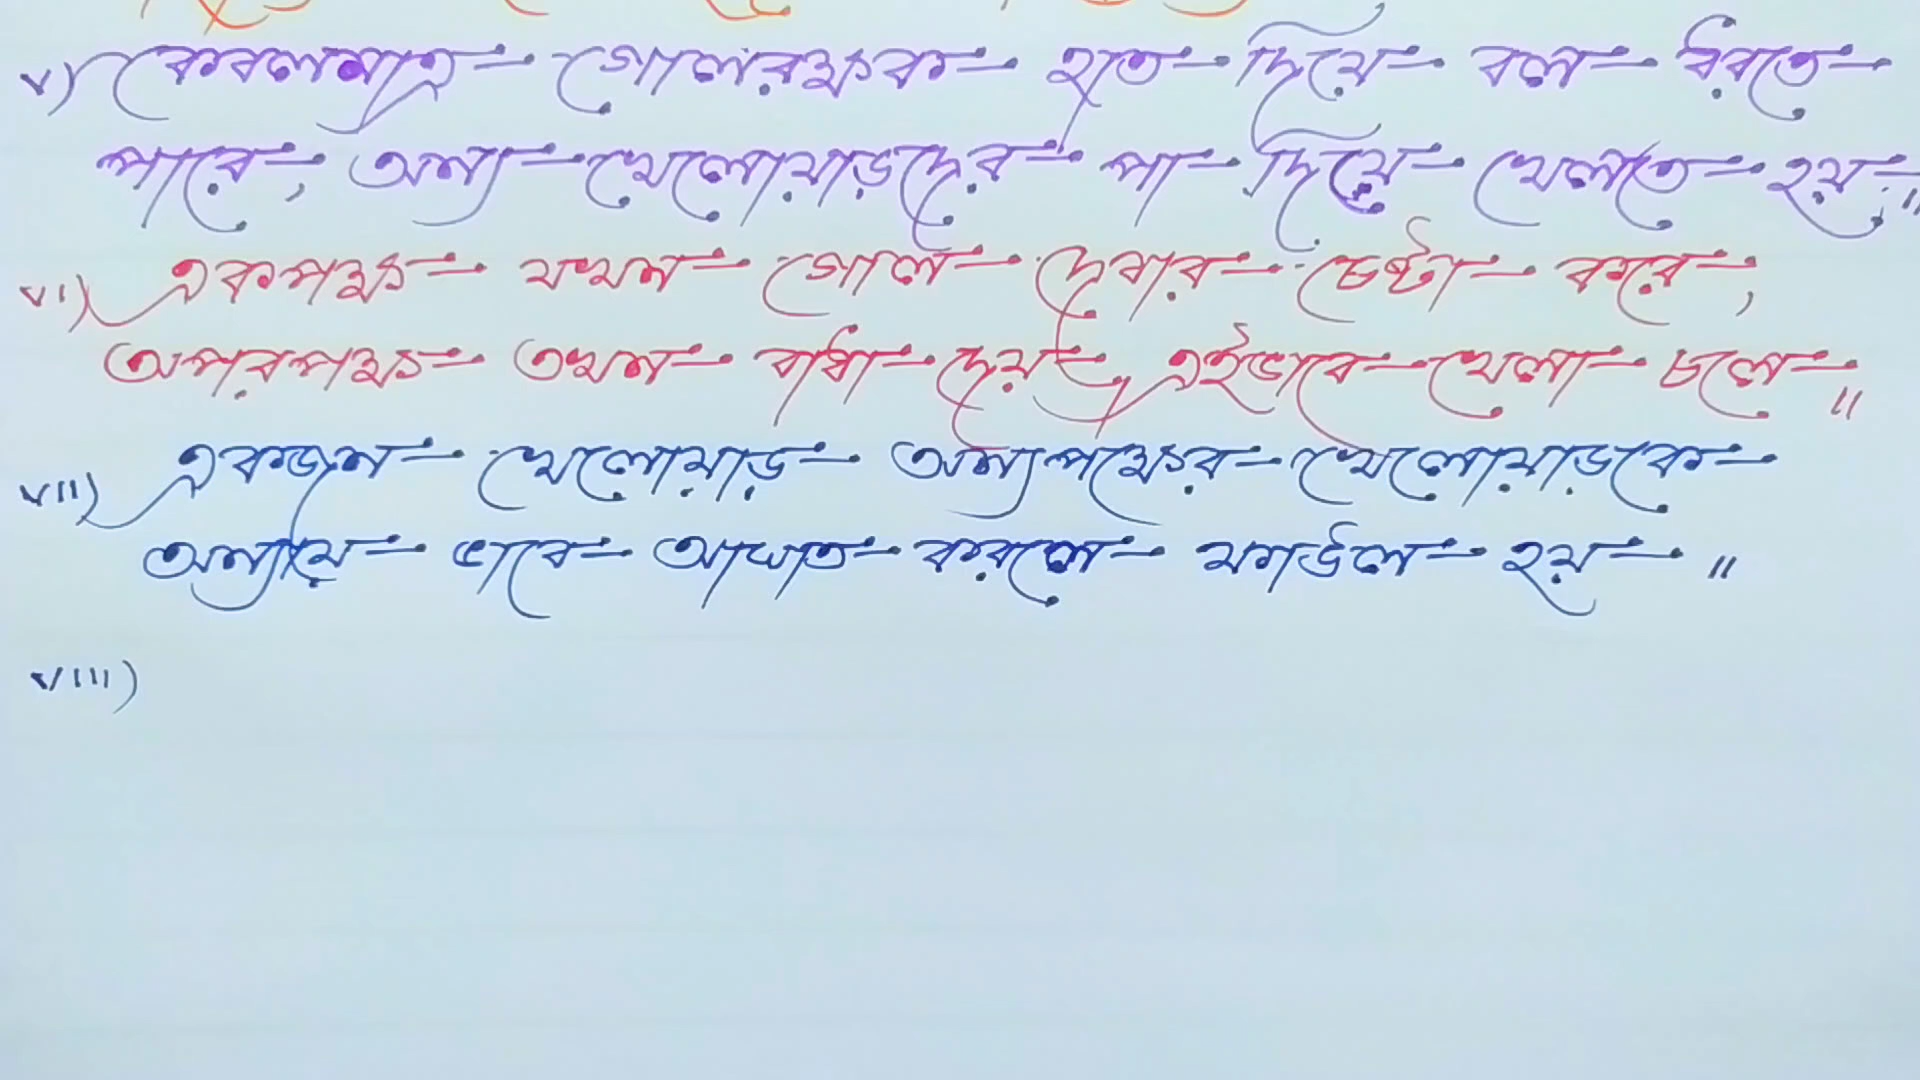 v) কেবলমাত্র গোলরক্ষক হাত দিয়ে বল ধরতে
পারে, অন্য খেলোয়াড়দের পা দিয়ে খেলতে হয়॥
vi) একপক্ষ যখন গোল দেবার চেষ্টা করে,
অপরপক্ষ তখন বাধা দেয়, এইভাবে খেলা চলে॥
vii) একজন খেলোয়াড় অন্যপক্ষের খেলোয়াড়কে
অন্যায় ভাবে আঘাত করলে ফাউল হয়॥
viii)